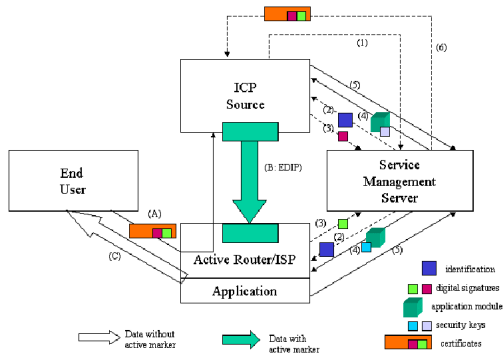 (1)
(6)
ICP
Source
(5)
(2)
(4)
(3)
(B: EDIP)
End
User
Service
Management
Server
(A)
(3)
(2)
(4)
(5)
(C)
Active Router/ISP
Application
identification
digital signatures
application module
security keys
certificates
Data without
active marker
Data with
active marker